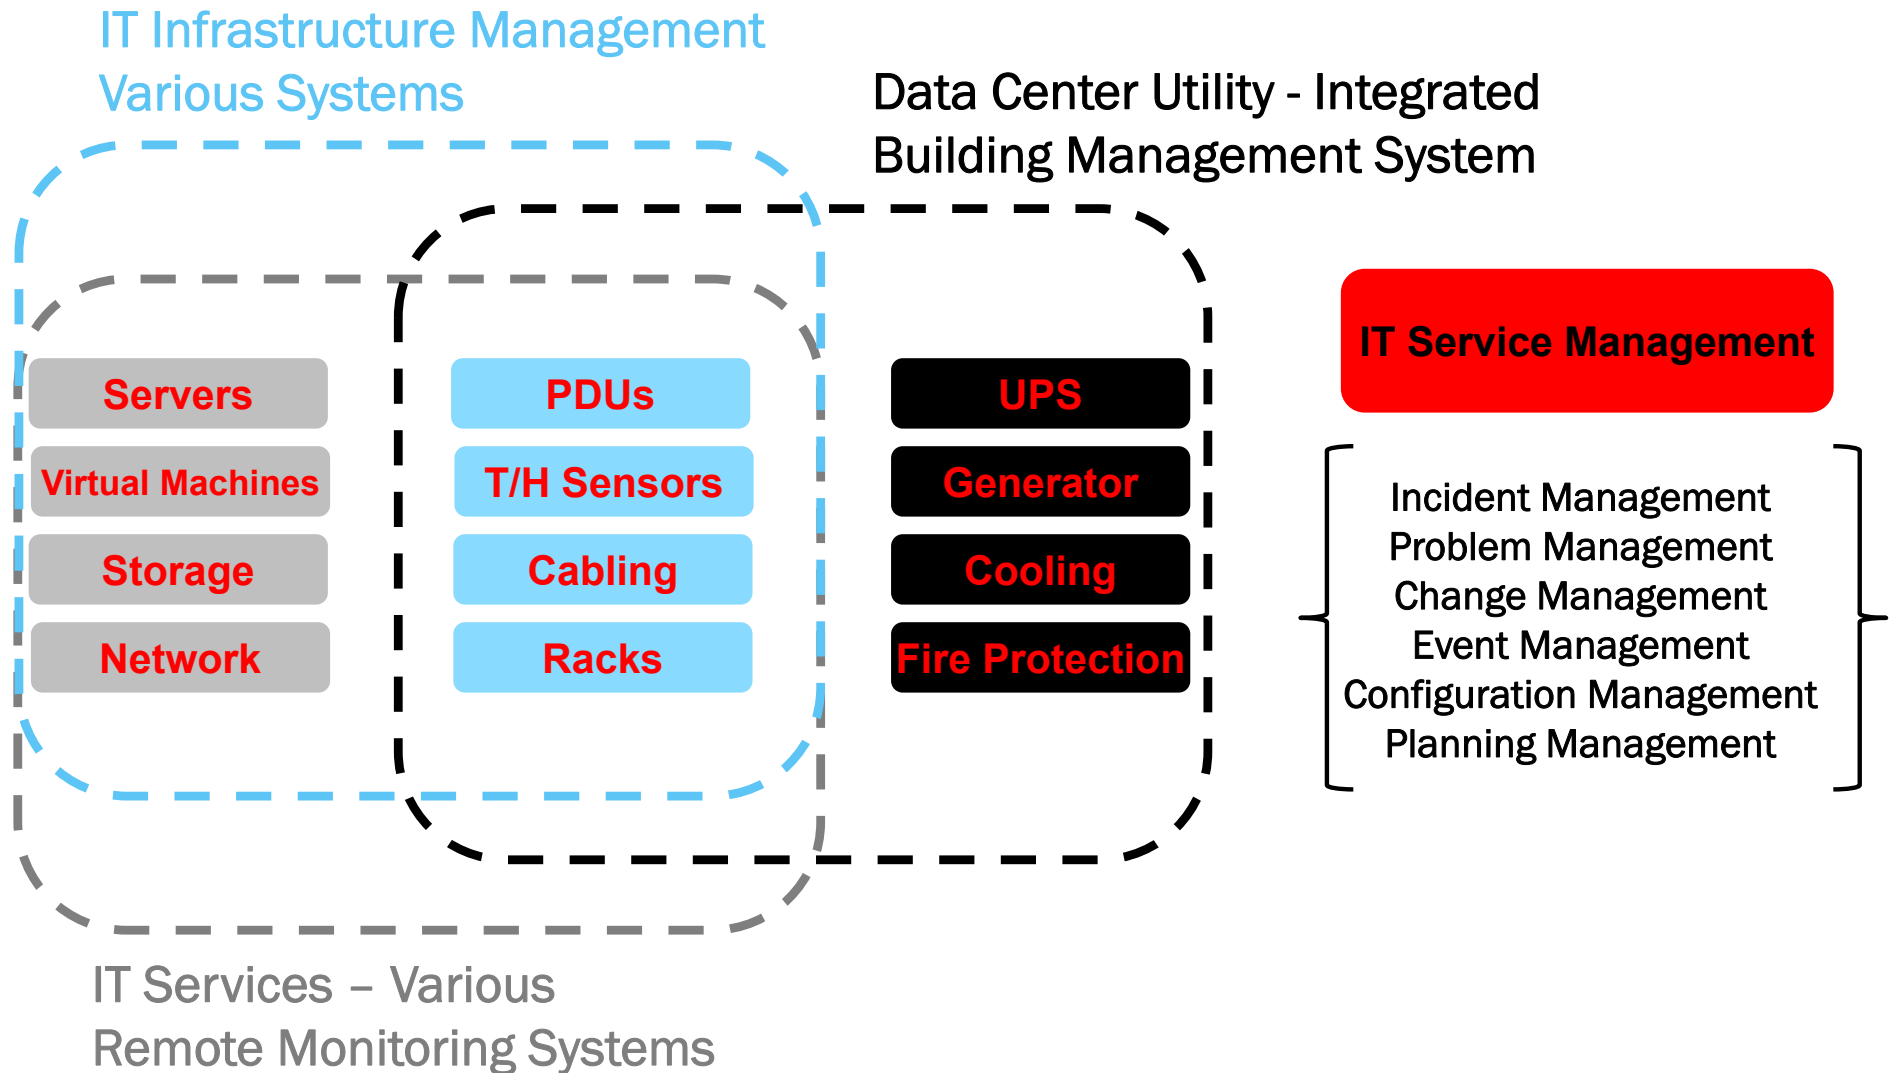 IT Infrastructure Management
Various Systems
Data Center Utility - Integrated
Building Management System
Servers
Virtual Machines
Storage
Network
PDUs
T/H Sensors
Cabling
Racks
UPS
Generator
Cooling
Fire Protection
IT Service Management
Incident Management
Problem Management
Change Management
Event Management
Configuration Management
Planning Management
IT Services – Various
Remote Monitoring Systems